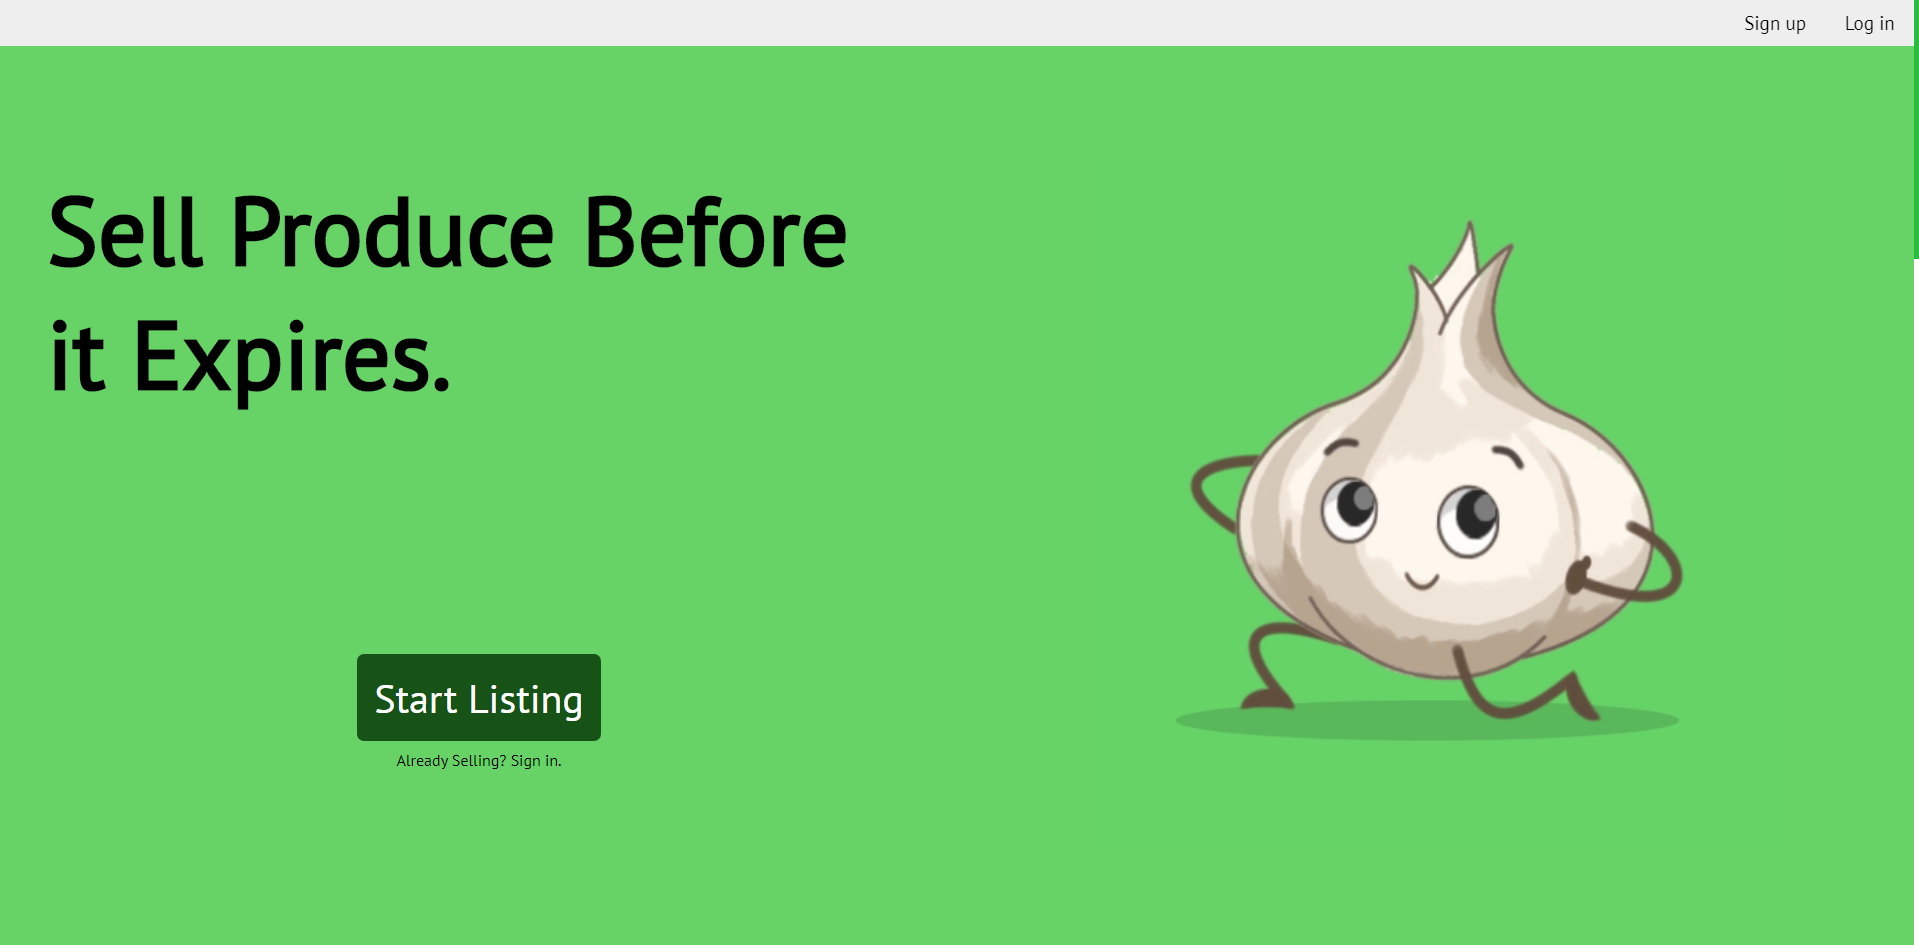 Sign up
Log in
Sell Produce Before
it Expires.
Start Listing
Already Selling? Sign in.